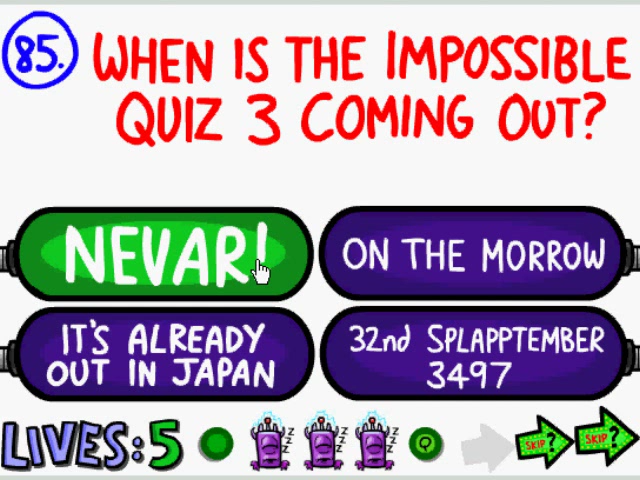 85.
WHEN IS THE IMPOSSIBLE
QUIZ 3 COMING OUT?
NEVAR!
ON THE MORROW
IT'S ALREADY
OUT IN JAPAN
32nd SPLAPPTEMBER
3497
LIVES: 5
z z z
z z z
z z z
SKIP?
SKIP?